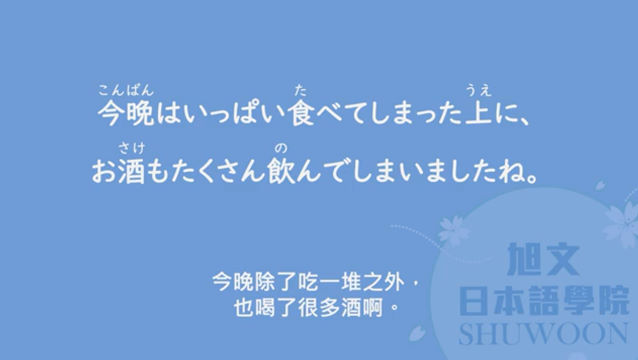 こんばん た うえ
今晩はいっぱい食べてしまった上に、
さけ の
お酒もたくさん飲んでしまいましたね。
今晚除了吃一堆之外，
也喝了很多酒啊。
旭文
日本語學院
SHUWOON